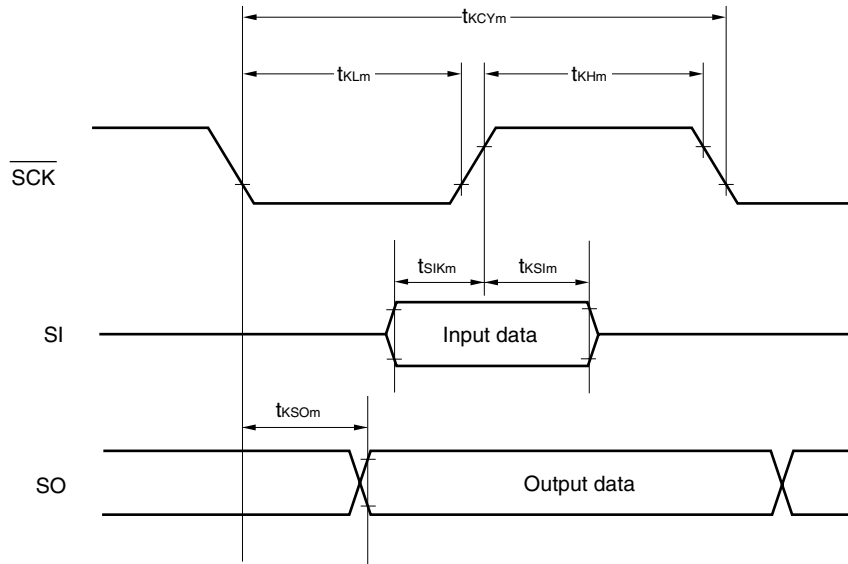 tKCYm
tKLm
tKHm
SCK
tSIKm
tKSIm
SI
Input data
tKSOm
SO
Output data